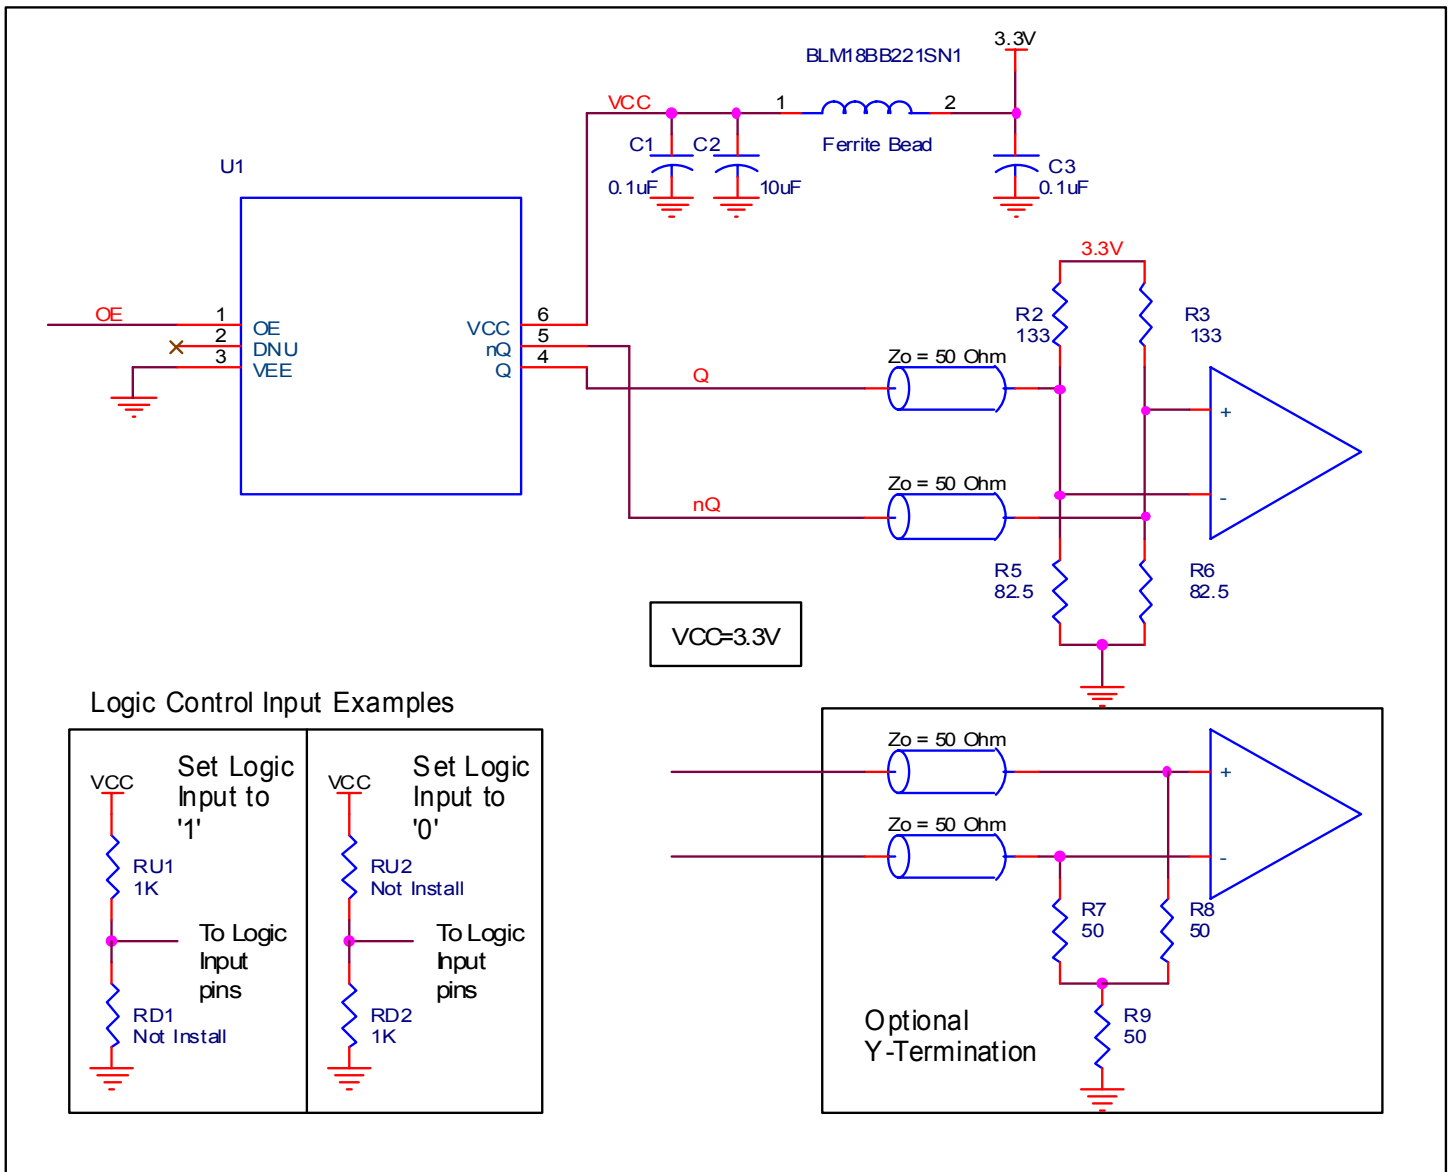 3.3V
BLM18BB221SN1
VCC
1
2
C1
C2
Ferrite Bead
C3
0.1uF
10uF
0.1uF
U1
3.3V
OE
1
OE
VCC
6
R2
133
R3
133
2
DNU
nQ
5
3
VEE
Q
4
Zo = 50 Ohm
Q
+
Zo = 50 Ohm
-
nQ
R5
82.5
R6
82.5
VCC=3.3V
Logic Control Input Examples
VCC
Set Logic
Input to
'1'
RU1
1K
To Logic
Input
pins
RD1
Not Install
VCC
Set Logic
Input to
'0'
RU2
Not Install
To Logic
Input
pins
RD2
1K
Zo = 50 Ohm
+
Zo = 50 Ohm
-
R7
50
R8
50
R9
50
Optional
Y-Termination